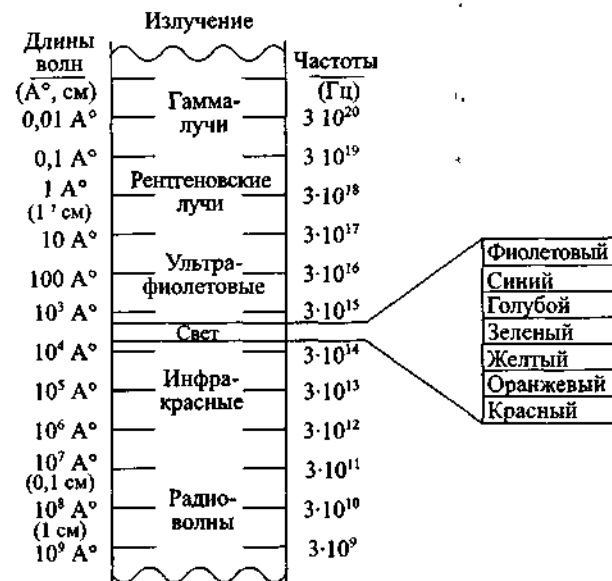 Излучение
Длины
волн
(А°, см)
0,01 А°
0,1 А°
1 А°
(1 ' см)
10 А°
100 А°
10³ А°
10⁴ А°
10⁵ А°
10⁶ А°
10⁷ А°
(0,1 см)
10⁸ А°
(1 см)
10⁹ А°
Гамма-
лучи
Рентгеновские
лучи
Ультра-
фиолетовые
Свет
Инфра-
красные
Радио-
волны
Частоты
(Гц)
3 10²⁰
3 10¹⁹
3·10¹⁸
3·10¹⁷
3·10¹⁶
3·10¹⁵
3·10¹⁴
3·10¹³
3·10¹²
3·10¹¹
3·10¹⁰
3·10⁹
Фиолетовый
Синий
Голубой
Зеленый
Желтый
Оранжевый
Красный